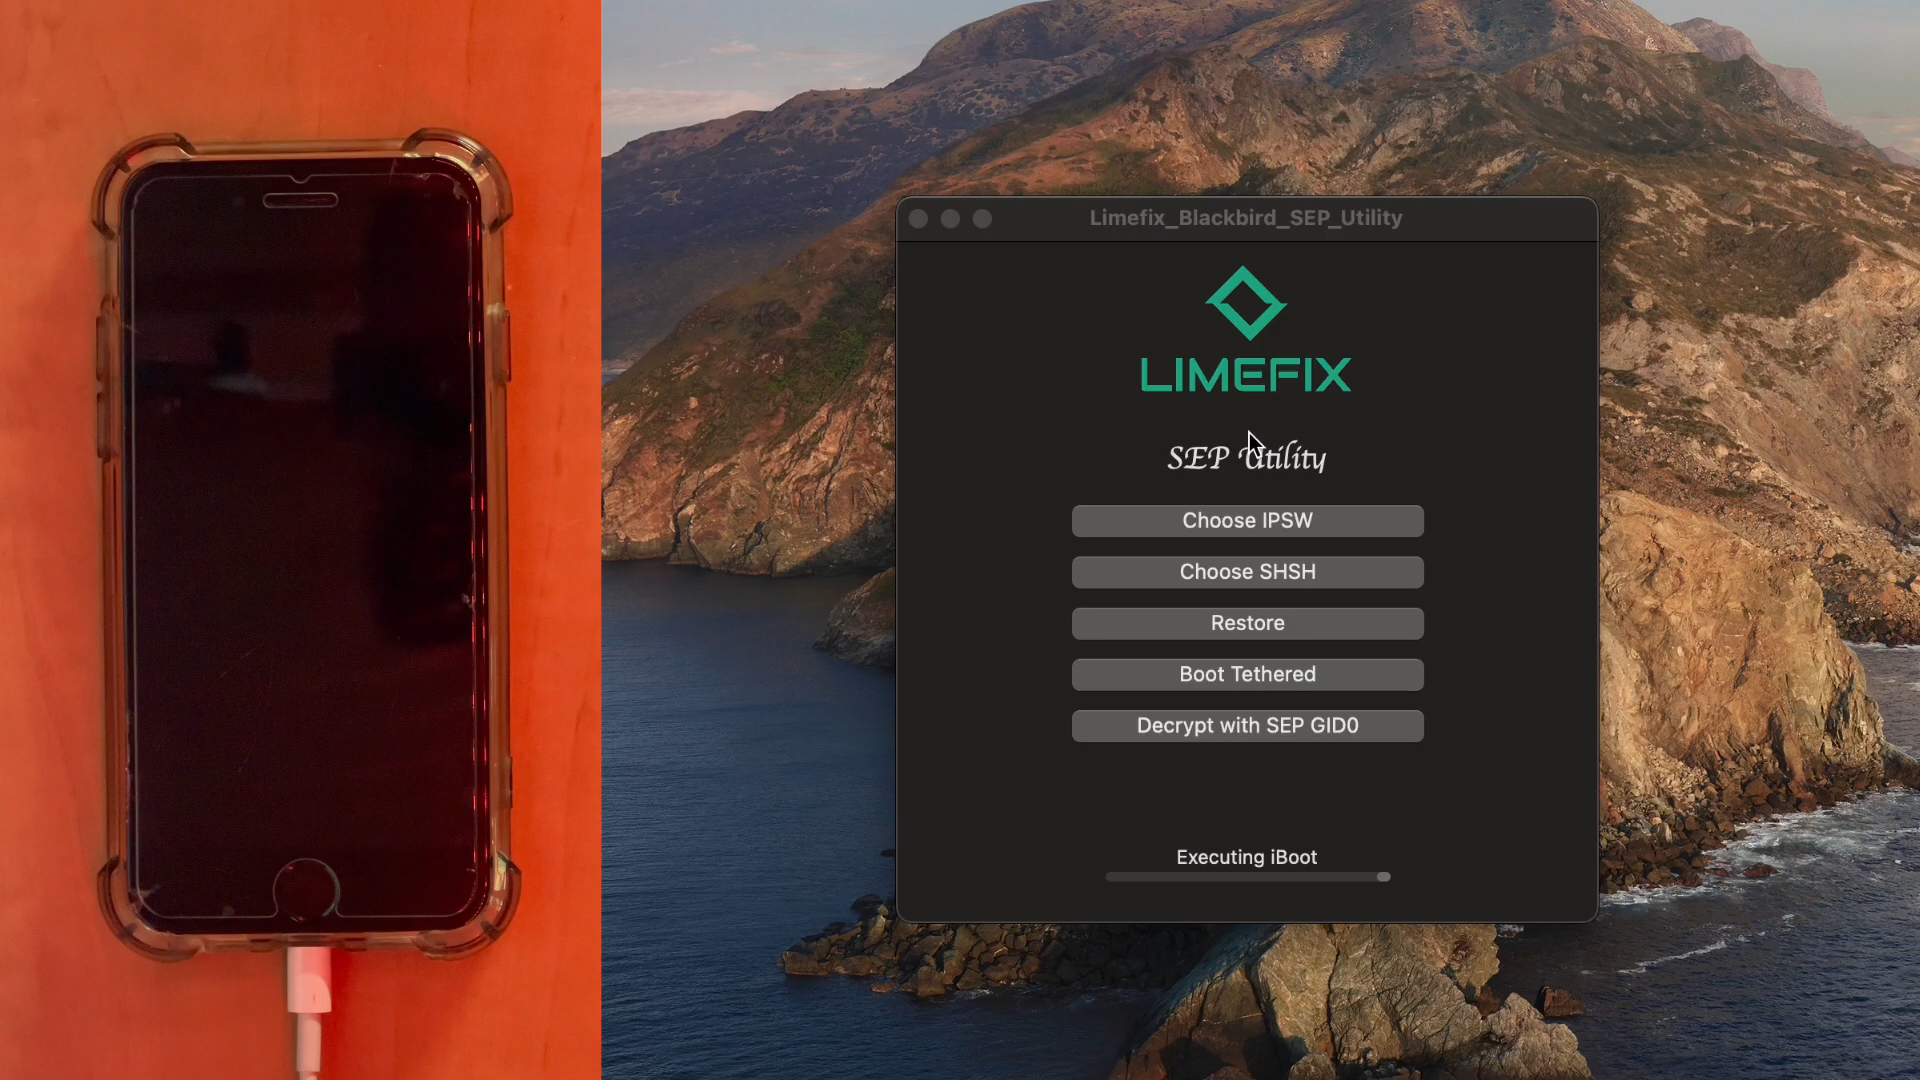 Limefix_Blackbird_SEP_Utility
LIMEFIX
SEP Utility
Choose IPSW
Choose SHSH
Restore
Boot Tethered
Decrypt with SEP GID0
Executing iBoot